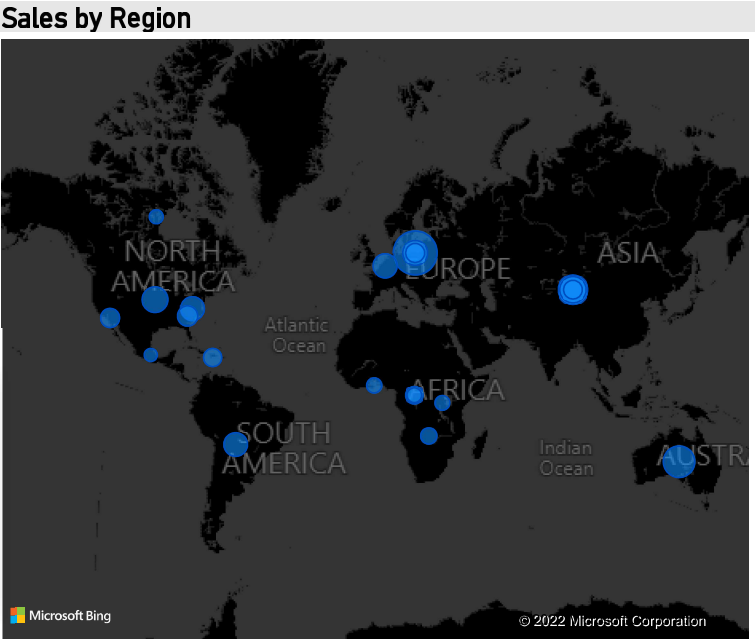 Sales by Region
NORTH
AMERICA
EUROPE
ASIA
Atlantic
Ocean
AFRICA
SOUTH
AMERICA
Indian
Ocean
AUSTRA
Microsoft Bing
© 2022 Microsoft Corporation